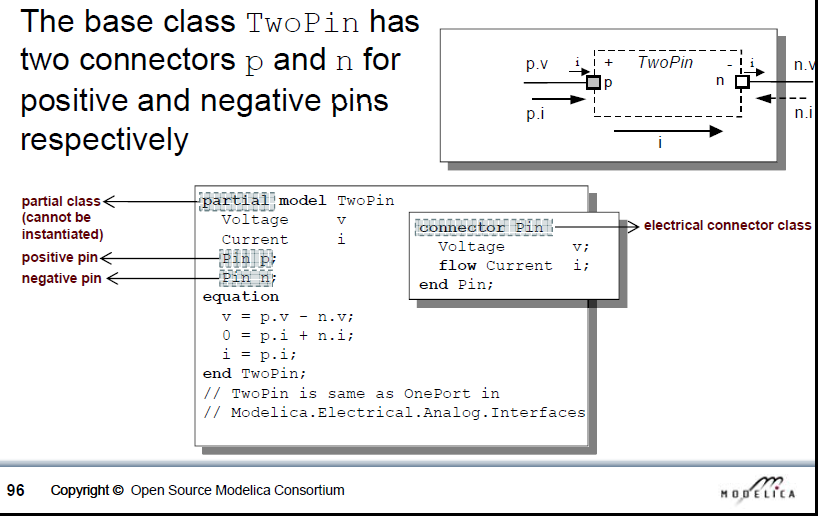 The base class TwoPin has
two connectors p and n for
positive and negative pins
respectively
p.v i + TwoPin - i n.v
p n
p.i n.i
i
partial class
(cannot be
instantiated)
positive pin
negative pin
partial model TwoPin
Voltage v
Current i
Pin p;
Pin n;
equation
v = p.v - n.v;
0 = p.i + n.i;
i = p.i;
end TwoPin;
// TwoPin is same as OnePort in
// Modelica.Electrical.Analog.Interfaces
connector Pin
Voltage v;
flow Current i;
end Pin;
electrical connector class
96 Copyright © Open Source Modelica Consortium
MODELICA